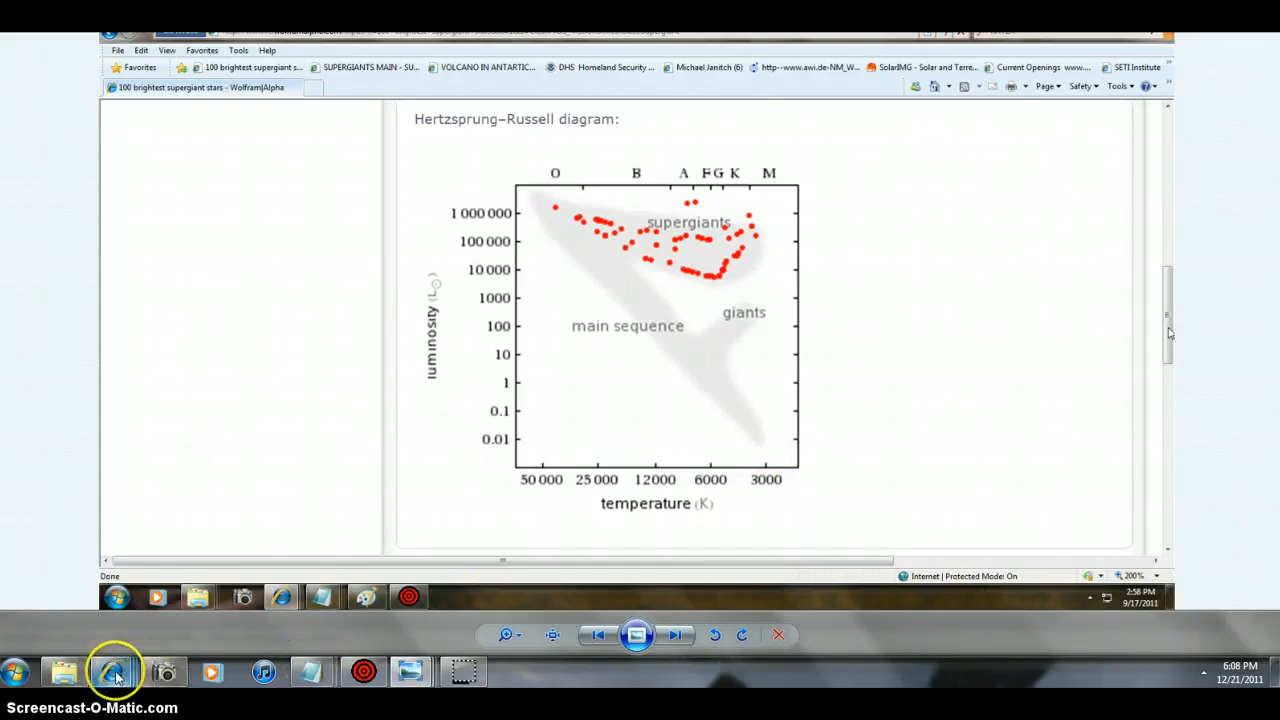 File Edit View Favorites Tools Help
Favorites 100 brightest supergiant s... SUPERGIANTS MAIN - SU... VOLCANO IN ANTARTIC... DHS Homeland Security ... Michael Janitch (6) http--www.awi.de-NM_W... SolarIMG - Solar and Terre... Current Openings www.... SETI Institute
100 brightest supergiant stars - Wolfram|Alpha Page Safety Tools
Hertzsprung–Russell diagram:
O B A F G K M
1 000 000
supergiants
100 000
10 000
1000
giants
100
main sequence
10
1
0.1
0.01
luminosity (L☉)
50 000 25 000 12 000 6000 3000
temperature (K)
Done Internet | Protected Mode: On 200%
2:58 PM
9/17/2011
6:08 PM
12/21/2011
Screencast-O-Matic.com